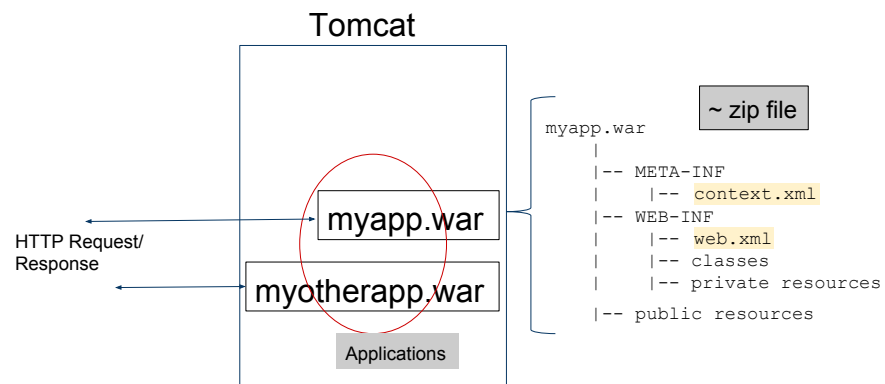 Tomcat
~ zip file
myapp.war
|
|-- META-INF
| |-- context.xml
|-- WEB-INF
| |-- web.xml
| |-- classes
| |-- private resources
|-- public resources
myapp.war
HTTP Request/
Response
myotherapp.war
Applications